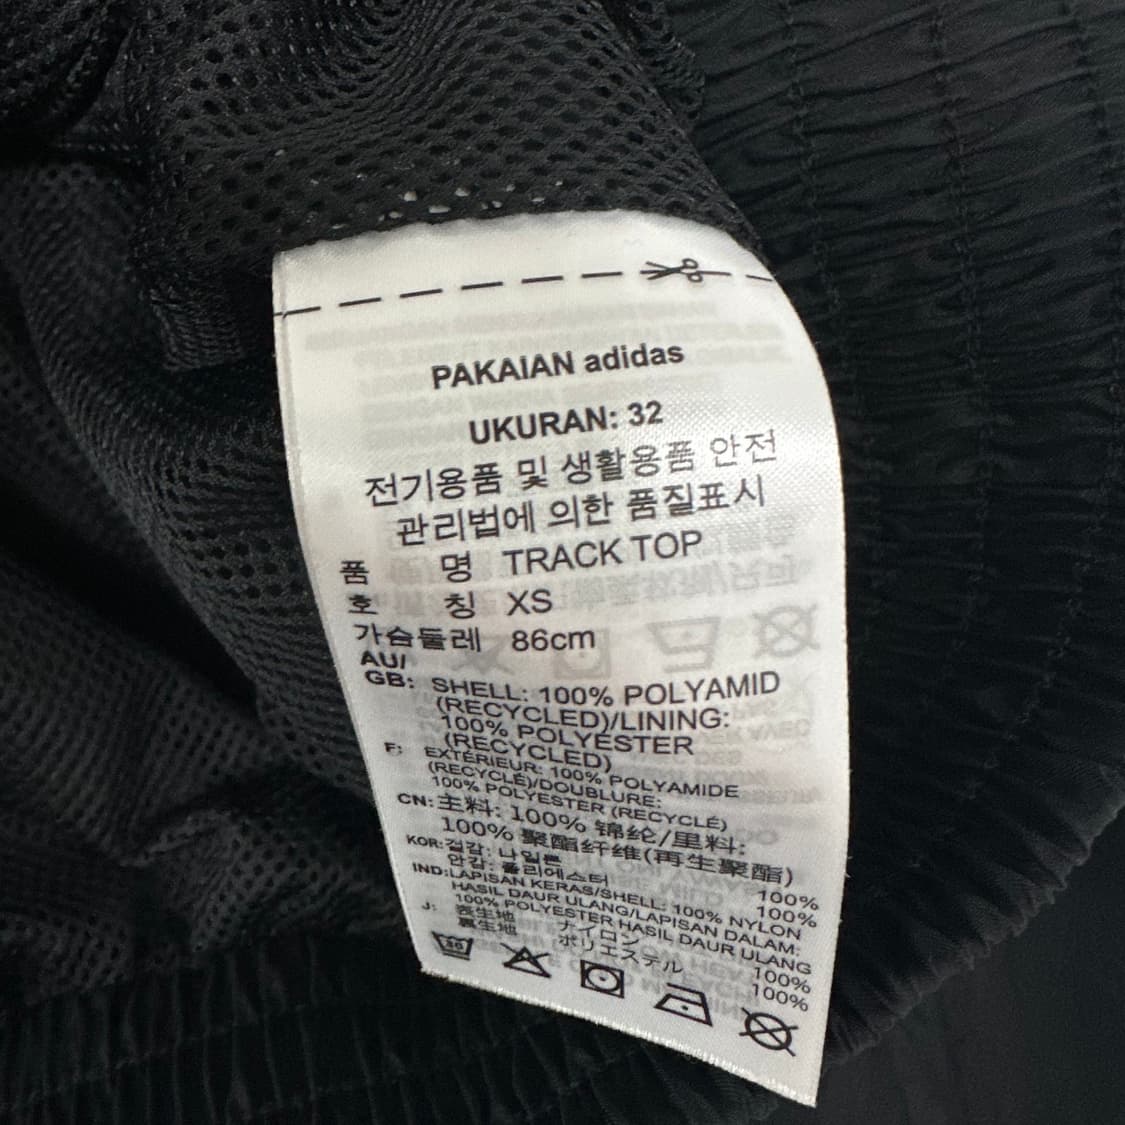 PAKAIAN adidas
UKURAN: 32
전기용품 및 생활용품 안전
관리법에 의한 품질표시
품 명 TRACK TOP
호 칭 XS
가슴둘레 86cm
AU/
GB: SHELL: 100% POLYAMID
(RECYCLED)/LINING:
100% POLYESTER
(RECYCLED)
F: EXTÉRIEUR: 100% POLYAMIDE
(RECYCLÉ)/DOUBLURE:
100% POLYESTER (RECYCLÉ)
CN: 主料: 100% 锦纶/里料:
100% 聚酯纤维(再生聚酯)
KOR: 겉감: 나일론 100%
안감: 폴리에스터 100%
IND: LAPISAN KERAS/SHELL: 100% NYLON
HASIL DAUR ULANG/LAPISAN DALAM:
100% POLYESTER HASIL DAUR ULANG
J: 表生地 ナイロン 100%
裏生地 ポリエステル 100%
30